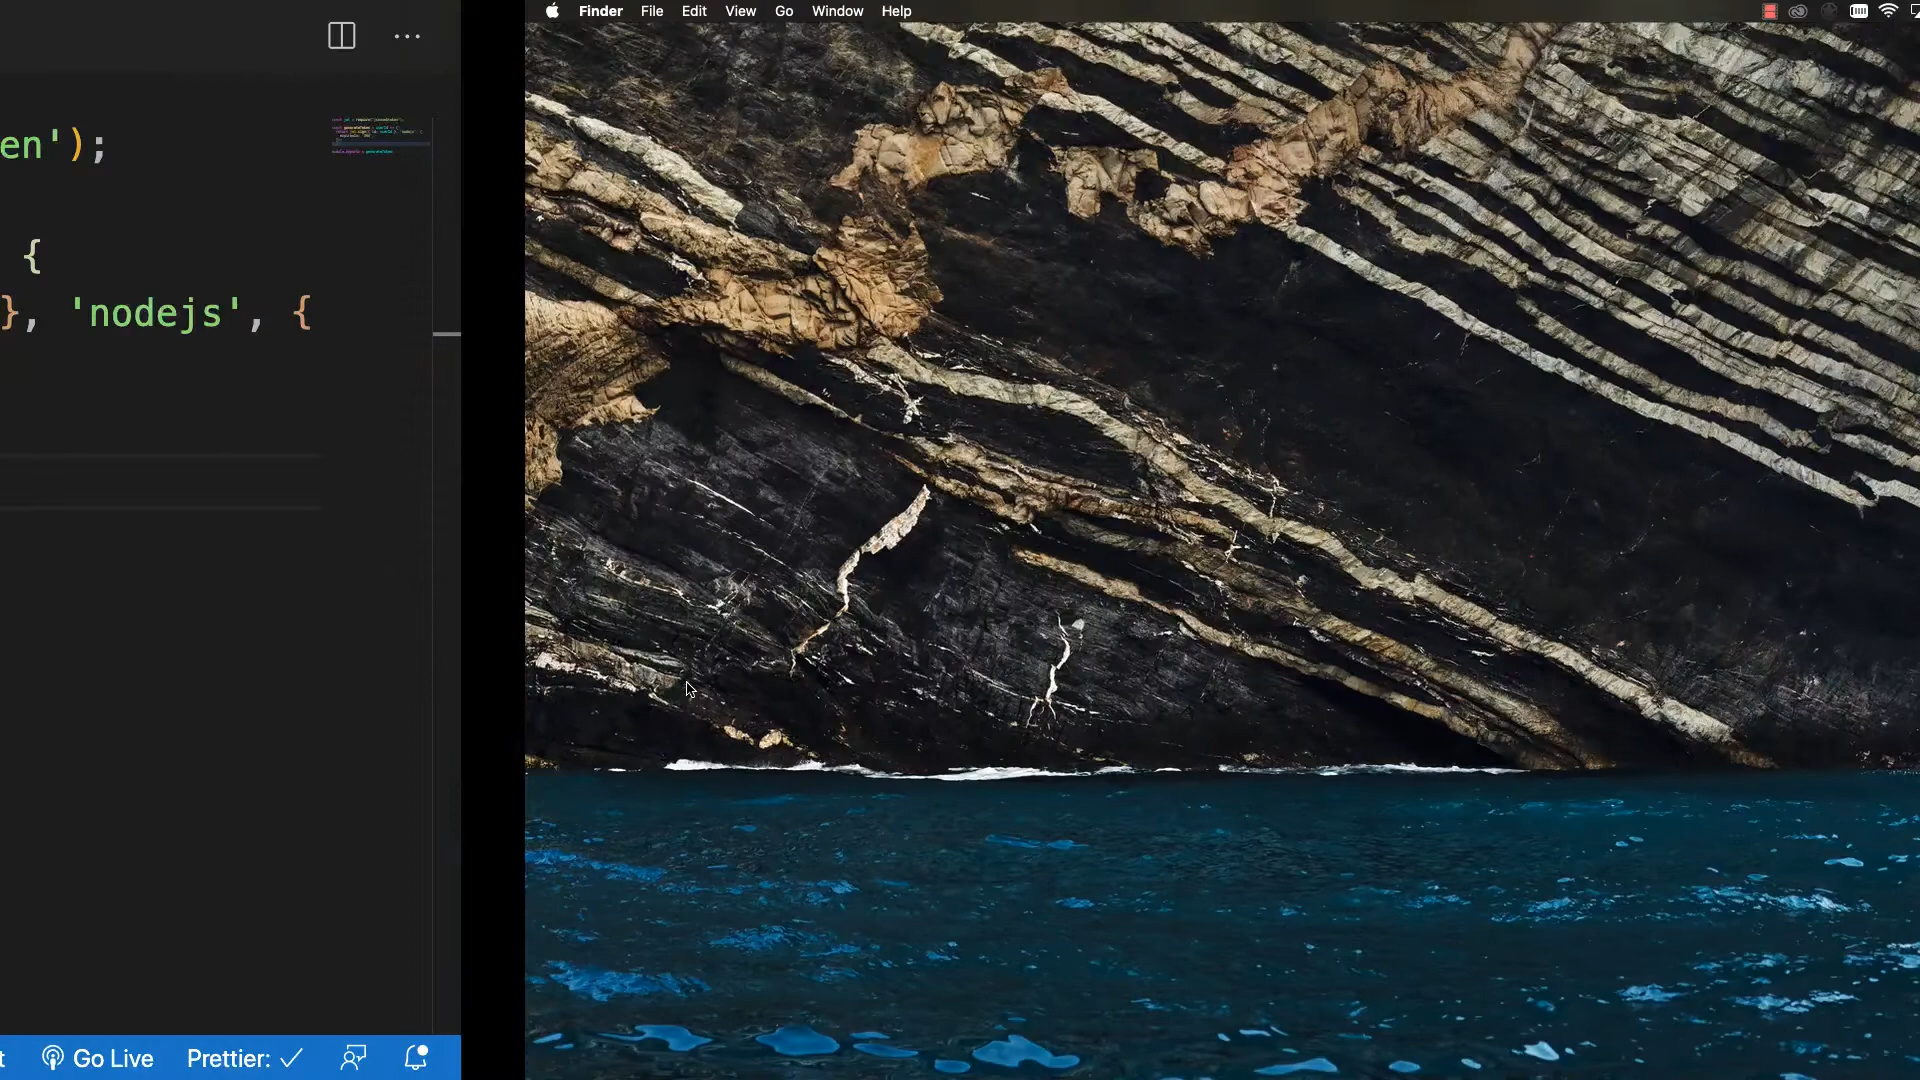 Finder File Edit View Go Window Help
en');
{
}, 'nodejs', {
t Go Live Prettier: ✓